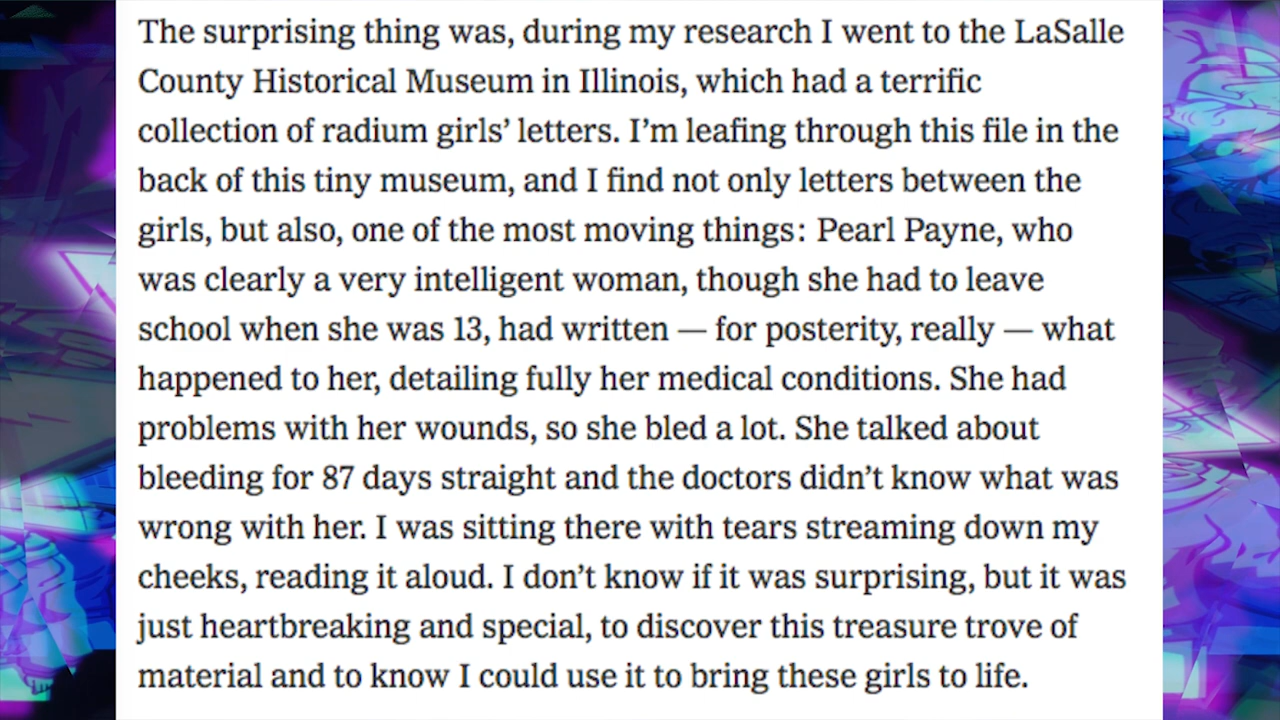 The surprising thing was, during my research I went to the LaSalle
County Historical Museum in Illinois, which had a terrific
collection of radium girls’ letters. I’m leafing through this file in the
back of this tiny museum, and I find not only letters between the
girls, but also, one of the most moving things: Pearl Payne, who
was clearly a very intelligent woman, though she had to leave
school when she was 13, had written — for posterity, really — what
happened to her, detailing fully her medical conditions. She had
problems with her wounds, so she bled a lot. She talked about
bleeding for 87 days straight and the doctors didn’t know what was
wrong with her. I was sitting there with tears streaming down my
cheeks, reading it aloud. I don’t know if it was surprising, but it was
just heartbreaking and special, to discover this treasure trove of
material and to know I could use it to bring these girls to life.